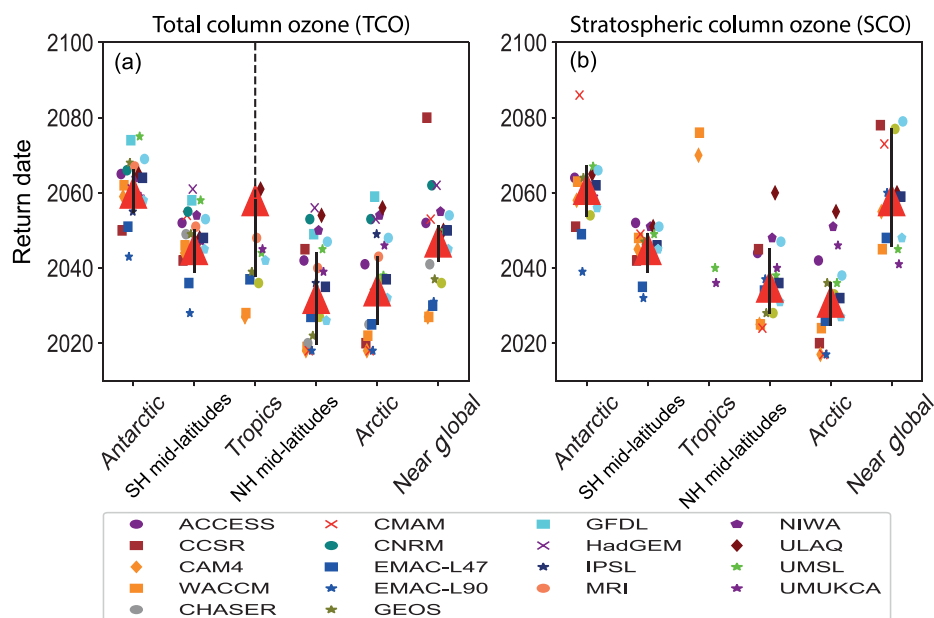 Total column ozone (TCO)
Stratospheric column ozone (SCO)
2100
(a)
2080
2060
2040
2020
Return date
Antarctic
SH mid-latitudes
Tropics
NH mid-latitudes
Arctic
Near global
2100
(b)
2080
2060
2040
2020
Antarctic
SH mid-latitudes
Tropics
NH mid-latitudes
Arctic
Near global
ACCESS CMAM GFDL NIWA
CCSR CNRM HadGEM ULAQ
CAM4 EMAC-L47 IPSL UMSL
WACCM EMAC-L90 MRI UMUKCA
CHASER GEOS